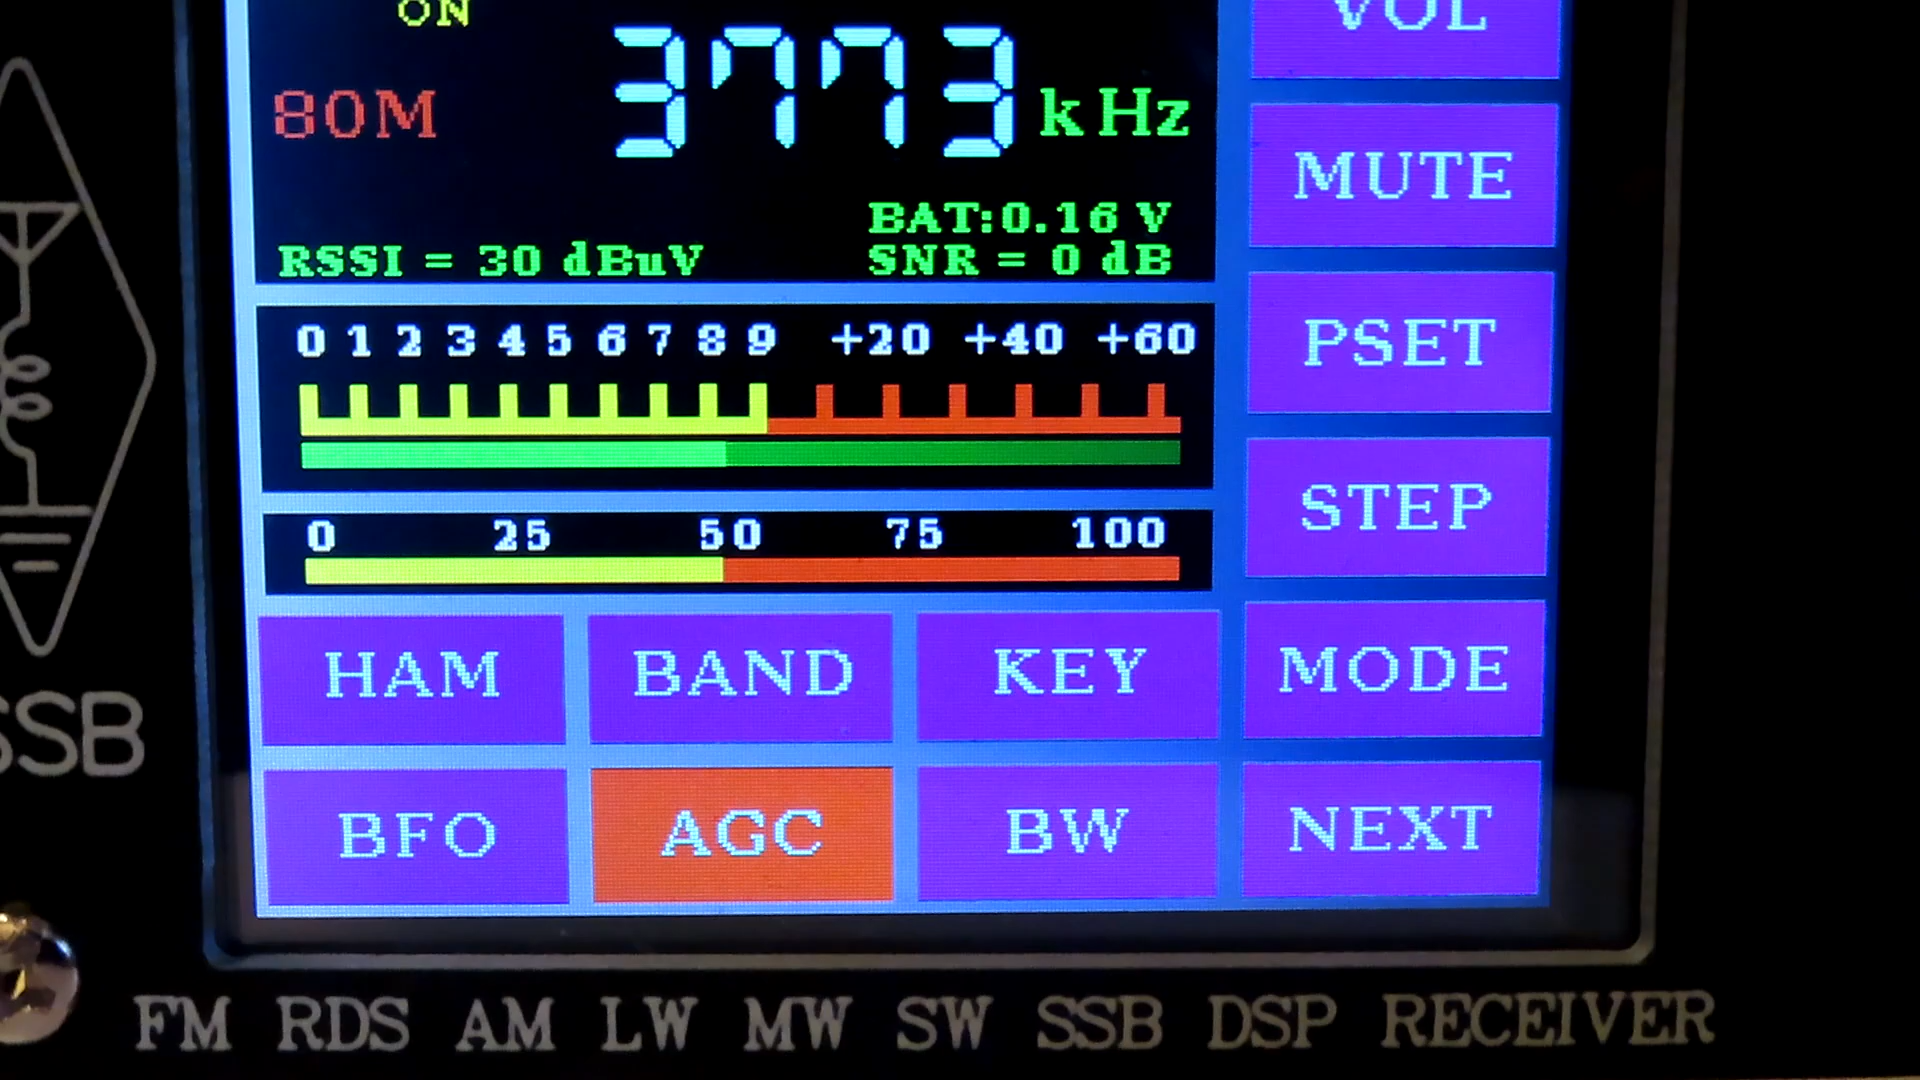 ON
VOL
80M 3773 kHz
MUTE
BAT:0.16 V
RSSI = 30 dBuV SNR = 0 dB
0 1 2 3 4 5 6 7 8 9 +20 +40 +60
PSET
STEP
0 25 50 75 100
HAM BAND KEY MODE
BFO AGC BW NEXT
SSB
FM RDS AM LW MW SW SSB DSP RECEIVER